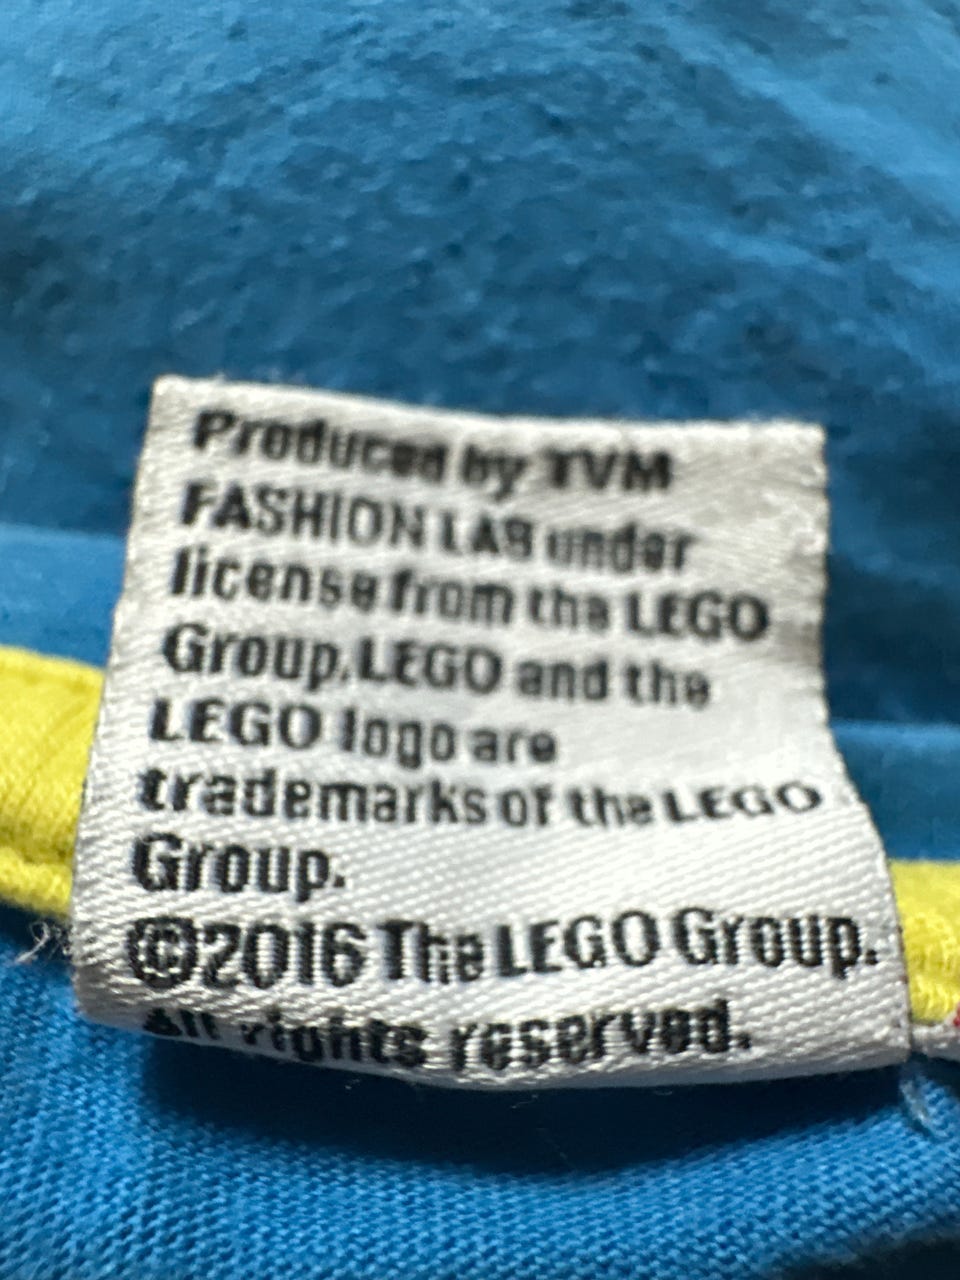 Produced by TVM
FASHION LAB under
license from the LEGO
Group.LEGO and the
LEGO logo are
trademarks of the LEGO
Group.
©2016 The LEGO Group.
All rights reserved.